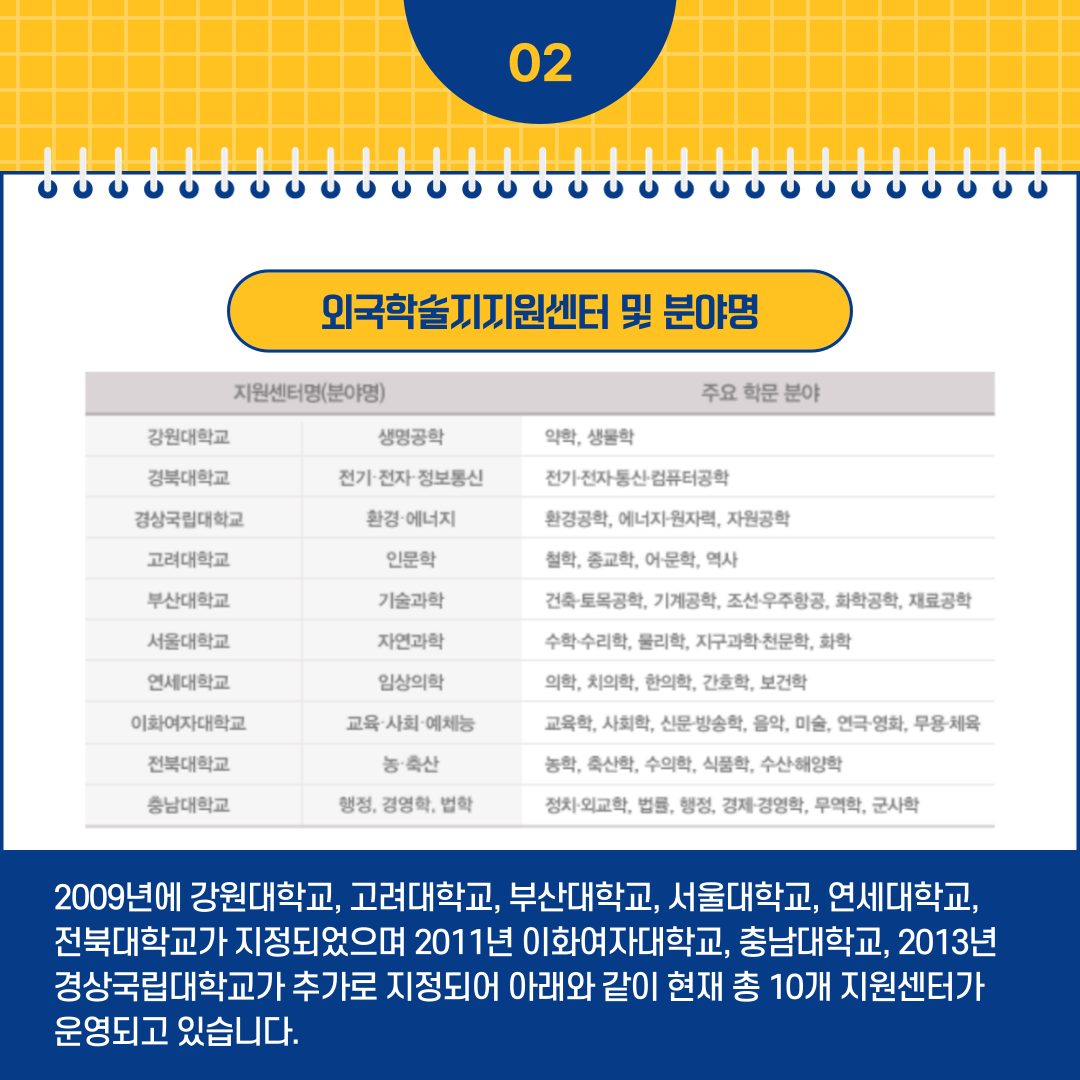 02
외국학술지지원센터 및 분야명
지원센터명(분야명) 주요 학문 분야
강원대학교 생명공학 약학, 생물학
경북대학교 전기·전자·정보통신 전기·전자·통신·컴퓨터공학
경상국립대학교 환경·에너지 환경공학, 에너지·원자력, 자원공학
고려대학교 인문학 철학, 종교학, 어·문학, 역사
부산대학교 기술과학 건축·토목공학, 기계공학, 조선·우주항공, 화학공학, 재료공학
서울대학교 자연과학 수학·수리학, 물리학, 지구과학·천문학, 화학
연세대학교 임상의학 의학, 치의학, 한의학, 간호학, 보건학
이화여자대학교 교육·사회·예체능 교육학, 사회학, 신문·방송학, 음악, 미술, 연극·영화, 무용·체육
전북대학교 농·축산 농학, 축산학, 수의학, 식품학, 수산·해양학
충남대학교 행정, 경영학, 법학 정치·외교학, 법률, 행정, 경제·경영학, 무역학, 군사학
2009년에 강원대학교, 고려대학교, 부산대학교, 서울대학교, 연세대학교,
전북대학교가 지정되었으며 2011년 이화여자대학교, 충남대학교, 2013년
경상국립대학교가 추가로 지정되어 아래와 같이 현재 총 10개 지원센터가
운영되고 있습니다.